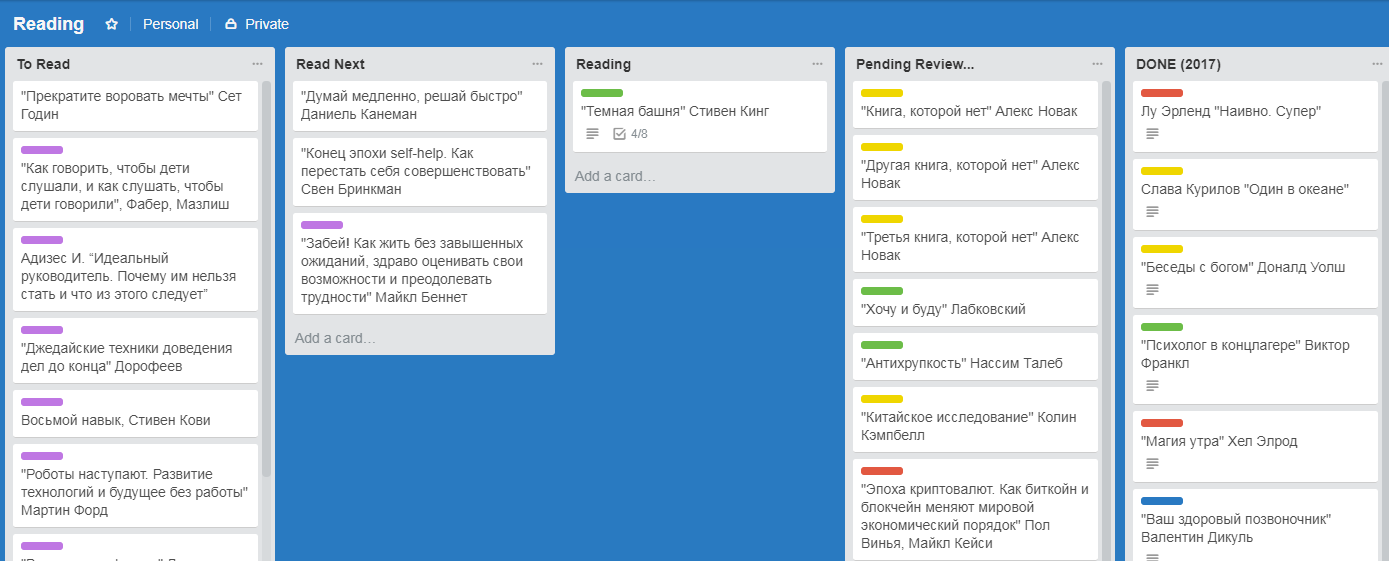 Reading
Personal
Private
To Read
"Прекратите воровать мечты" Сет
Годин
"Как говорить, чтобы дети
слушали, и как слушать, чтобы
дети говорили", Фабер, Мазлиш
Адизес И. “Идеальный
руководитель. Почему им нельзя
стать и что из этого следует”
"Джедайские техники доведения
дел до конца" Дорофеев
Восьмой навык, Стивен Кови
"Роботы наступают. Развитие
технологий и будущее без работы"
Мартин Форд
Read Next
"Думай медленно, решай быстро"
Даниель Канеман
"Конец эпохи self-help. Как
перестать себя совершенствовать"
Свен Бринкман
"Забей! Как жить без завышенных
ожиданий, здраво оценивать свои
возможности и преодолевать
трудности" Майкл Беннет
Add a card…
Reading
"Темная башня" Стивен Кинг
4/8
Add a card…
Pending Review...
"Книга, которой нет" Алекс Новак
"Другая книга, которой нет" Алекс
Новак
"Третья книга, которой нет" Алекс
Новак
"Хочу и буду" Лабковский
"Антихрупкость" Нассим Талеб
"Китайское исследование" Колин
Кэмпбелл
"Эпоха криптовалют. Как биткойн и
блокчейн меняют мировой
экономический порядок" Пол
Винья, Майкл Кейси
DONE (2017)
Лу Эрленд "Наивно. Супер"
Слава Курилов "Один в океане"
"Беседы с богом" Доналд Уолш
"Психолог в концлагере" Виктор
Франкл
"Магия утра" Хел Элрод
"Ваш здоровый позвоночник"
Валентин Дикуль